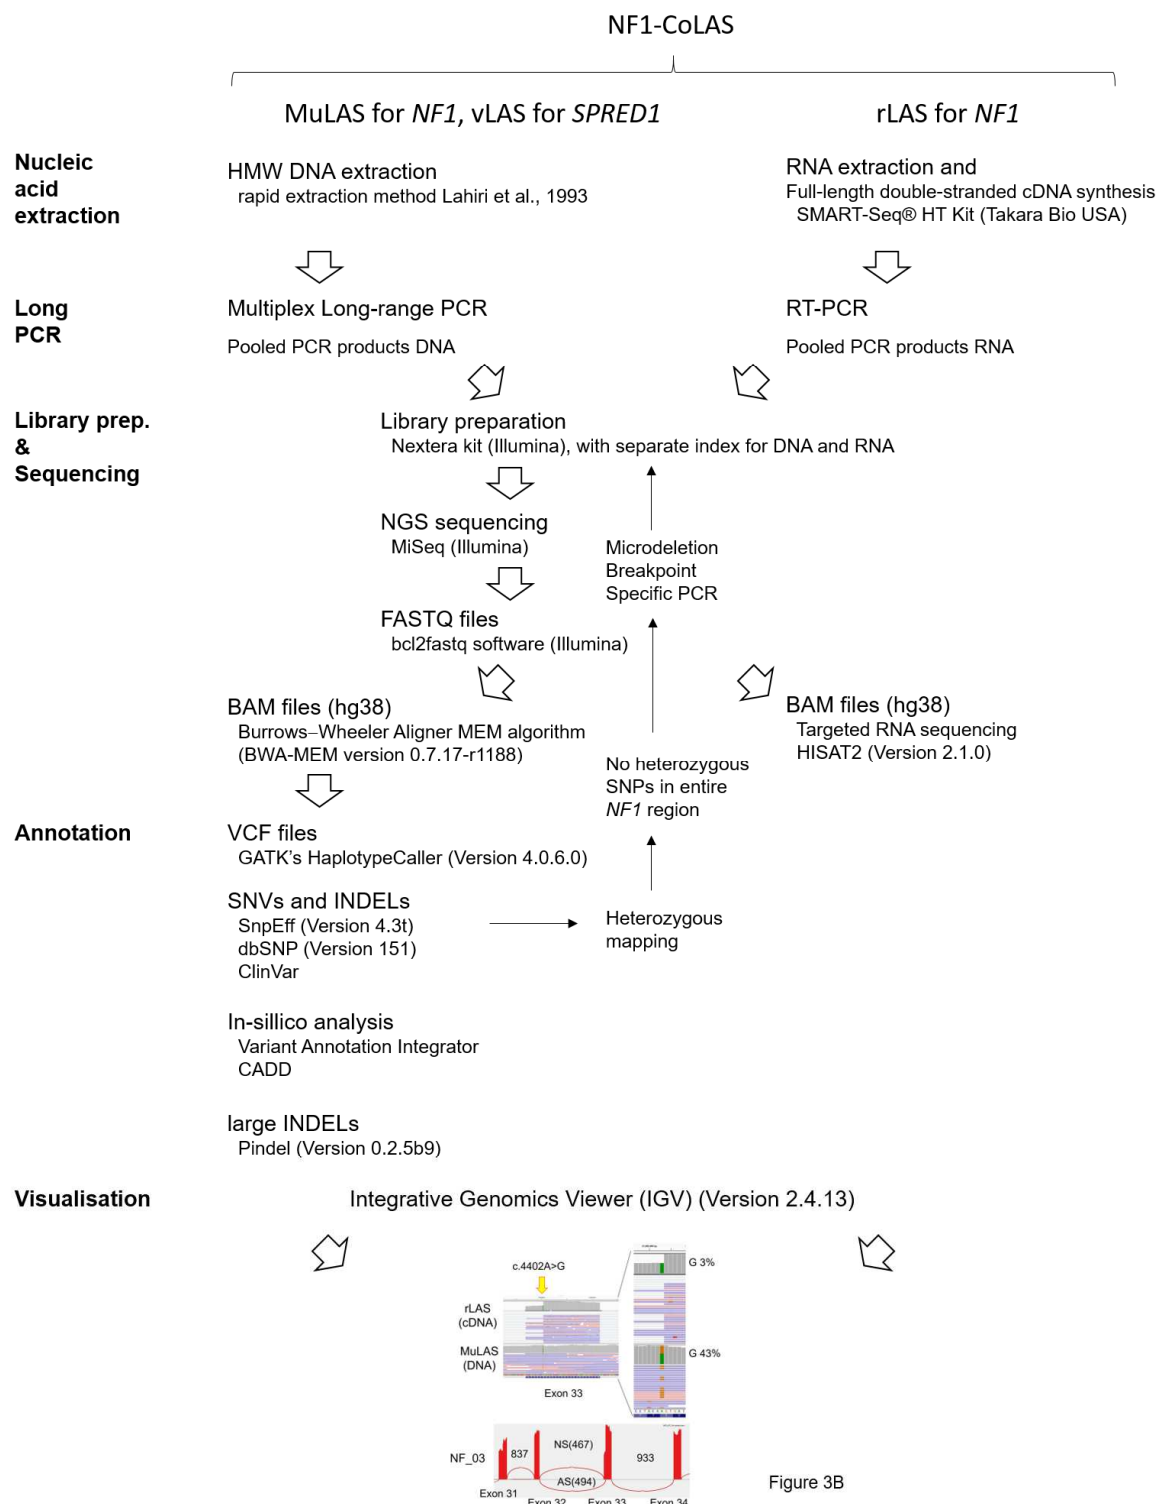 NF1-CoLAS
MuLAS for NF1, vLAS for SPRED1
rLAS for NF1
Nucleic
acid
extraction
HMW DNA extraction
rapid extraction method Lahiri et al., 1993
RNA extraction and
Full-length double-stranded cDNA synthesis
SMART-Seq® HT Kit (Takara Bio USA)
Long
PCR
Multiplex Long-range PCR
Pooled PCR products DNA
RT-PCR
Pooled PCR products RNA
Library prep.
&
Sequencing
Library preparation
Nextera kit (Illumina), with separate index for DNA and RNA
NGS sequencing
MiSeq (Illumina)
Microdeletion
Breakpoint
Specific PCR
FASTQ files
bcl2fastq software (Illumina)
BAM files (hg38)
Burrows–Wheeler Aligner MEM algorithm
(BWA-MEM version 0.7.17-r1188)
BAM files (hg38)
Targeted RNA sequencing
HISAT2 (Version 2.1.0)
No heterozygous
SNPs in entire
NF1 region
Annotation
VCF files
GATK's HaplotypeCaller (Version 4.0.6.0)
SNVs and INDELs
SnpEff (Version 4.3t)
dbSNP (Version 151)
ClinVar
Heterozygous
mapping
In-sillico analysis
Variant Annotation Integrator
CADD
large INDELs
Pindel (Version 0.2.5b9)
Visualisation
Integrative Genomics Viewer (IGV) (Version 2.4.13)
c.4402A>G
G 3%
rLAS
(cDNA)
MuLAS
(DNA)
G 43%
Exon 33
NF_03
837
NS(467)
933
AS(494)
Exon 31
Exon 32
Exon 33
Exon 34
Figure 3B